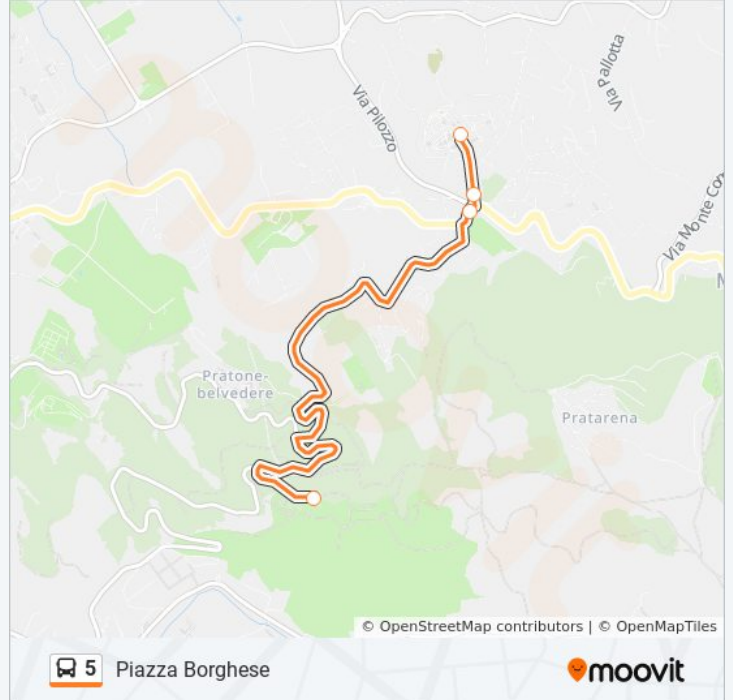 Via Pilozzo
Via Pallotta
Via Monte Co
M
Pratone-
belvedere
Pratarena
© OpenStreetMap contributors | © OpenMapTiles
5 Piazza Borghese
moovit